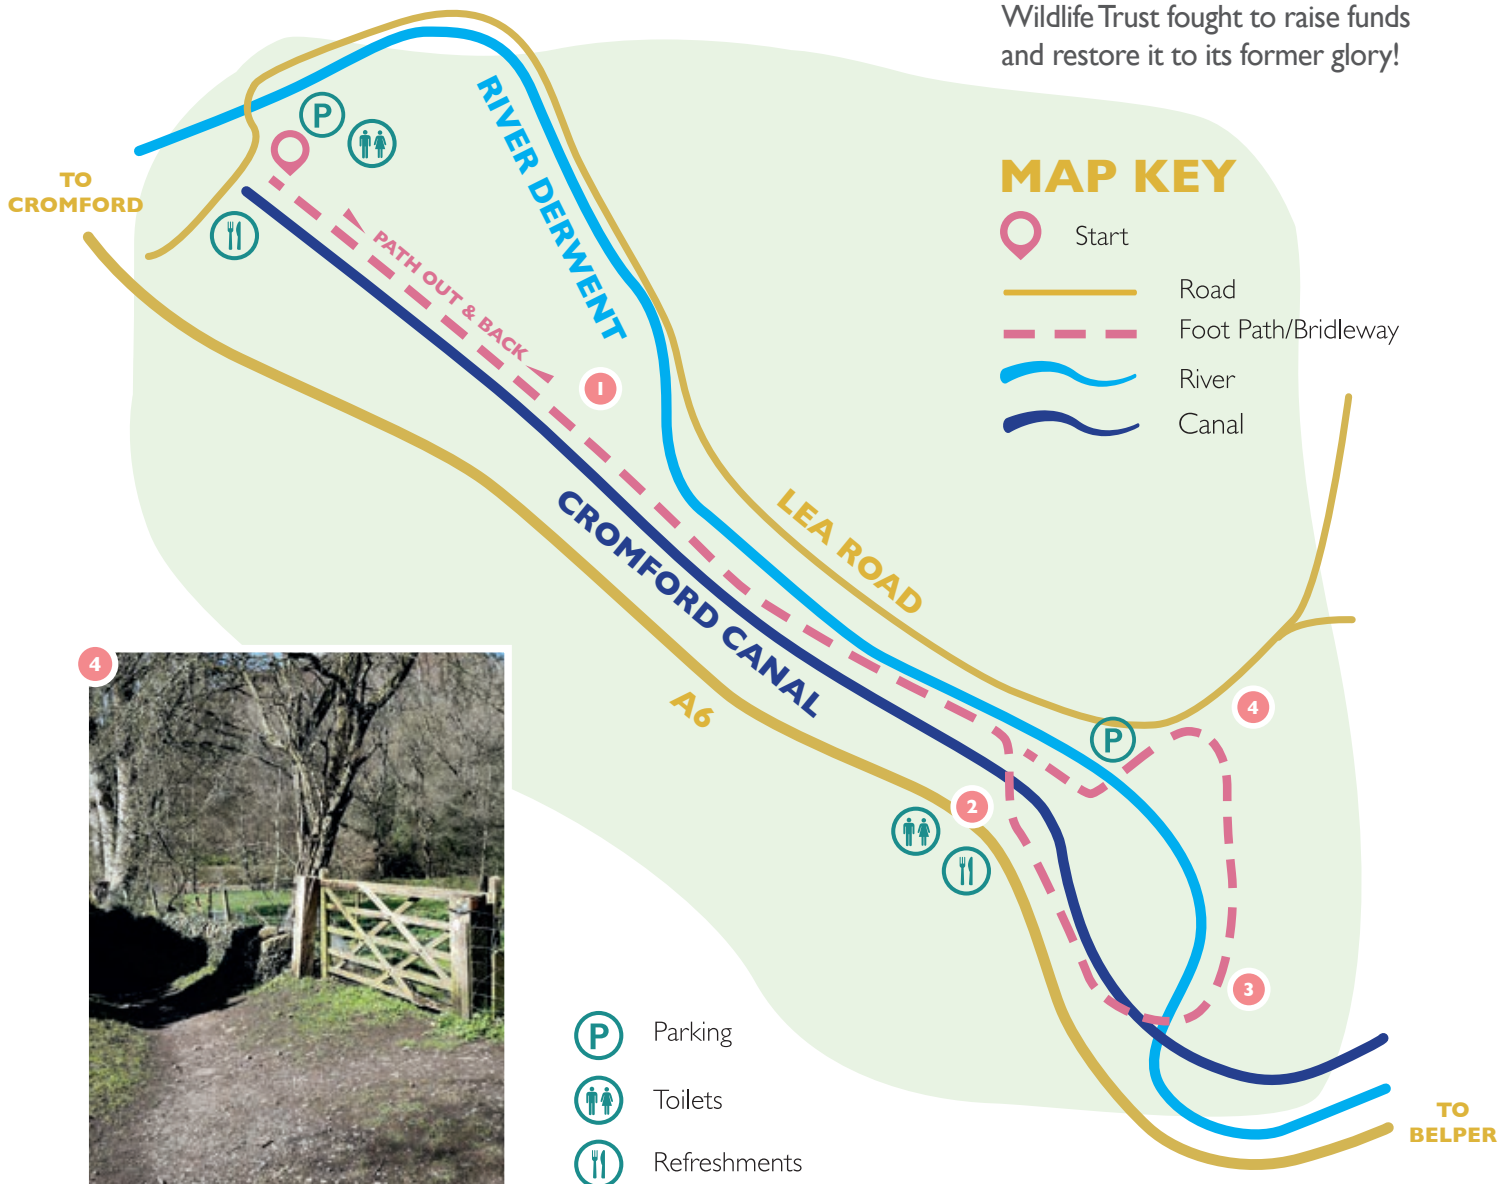 Wildlife Trust fought to raise funds
and restore it to its former glory!
MAP KEY
Start
Road
Foot Path/Bridleway
River
Canal
TO
CROMFORD
P
PATH OUT & BACK
RIVER DERWENT
1
CROMFORD CANAL
LEA ROAD
A6
P
4
2
3
4
P Parking
Toilets
Refreshments
TO
BELPER